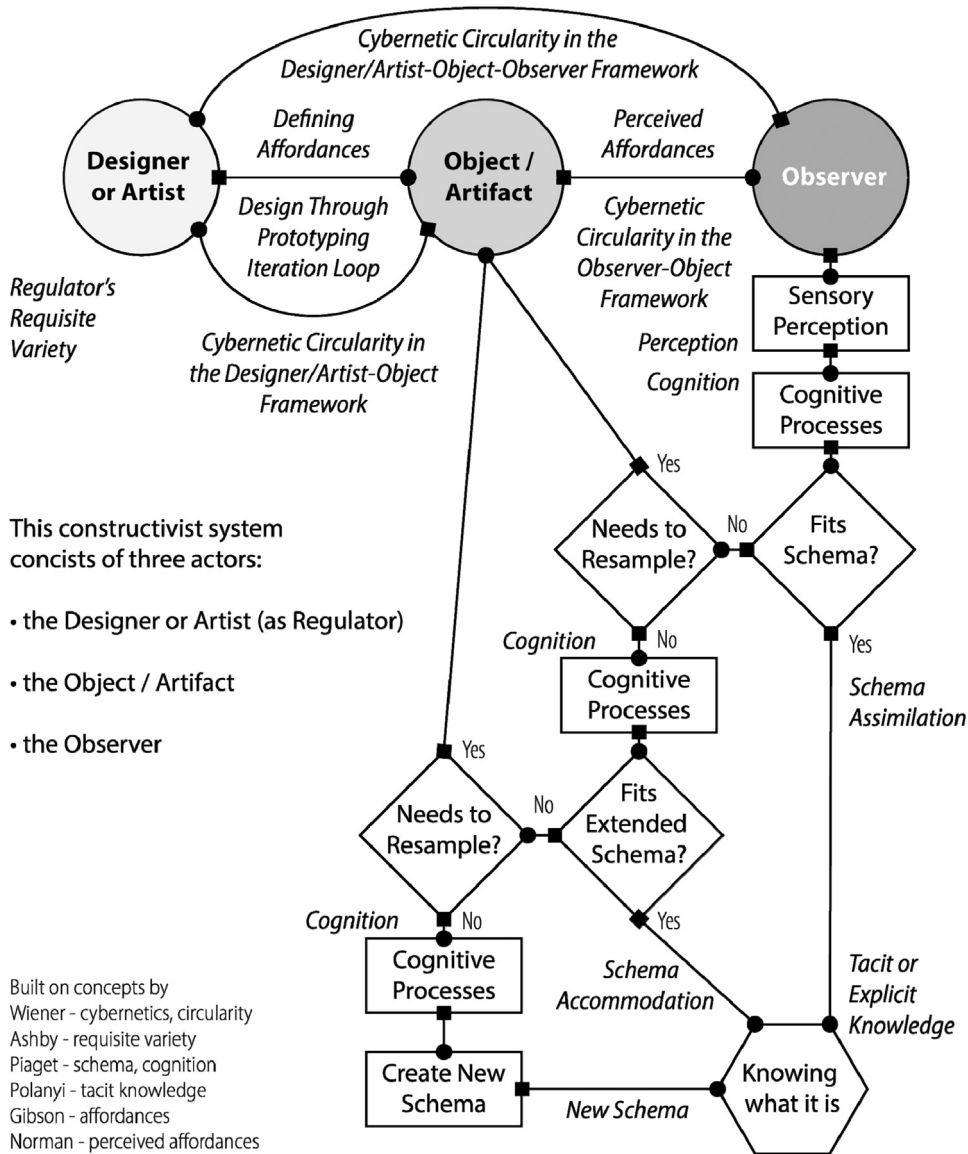 Cybernetic Circularity in the
Designer/Artist-Object-Observer Framework
Designer
or Artist
Defining
Affordances
Object /
Artifact
Perceived
Affordances
Observer
Design Through
Prototyping
Iteration Loop
Cybernetic
Circularity in the
Observer-Object
Framework
Regulator's
Requisite
Variety
Cybernetic Circularity in
the Designer/Artist-Object
Framework
Sensory
Perception
Perception
Cognition
Cognitive
Processes
Yes
Needs to
Resample?
No
Fits
Schema?
This constructivist system
consists of three actors:
• the Designer or Artist (as Regulator)
• the Object / Artifact
• the Observer
Cognition
No
Yes
Cognitive
Processes
Schema
Assimilation
Yes
Needs to
Resample?
No
Fits
Extended
Schema?
Cognition
No
Yes
Cognitive
Processes
Schema
Accommodation
Tacit or
Explicit
Knowledge
Create New
Schema
New Schema
Knowing
what it is
Built on concepts by
Wiener - cybernetics, circularity
Ashby - requisite variety
Piaget - schema, cognition
Polanyi - tacit knowledge
Gibson - affordances
Norman - perceived affordances